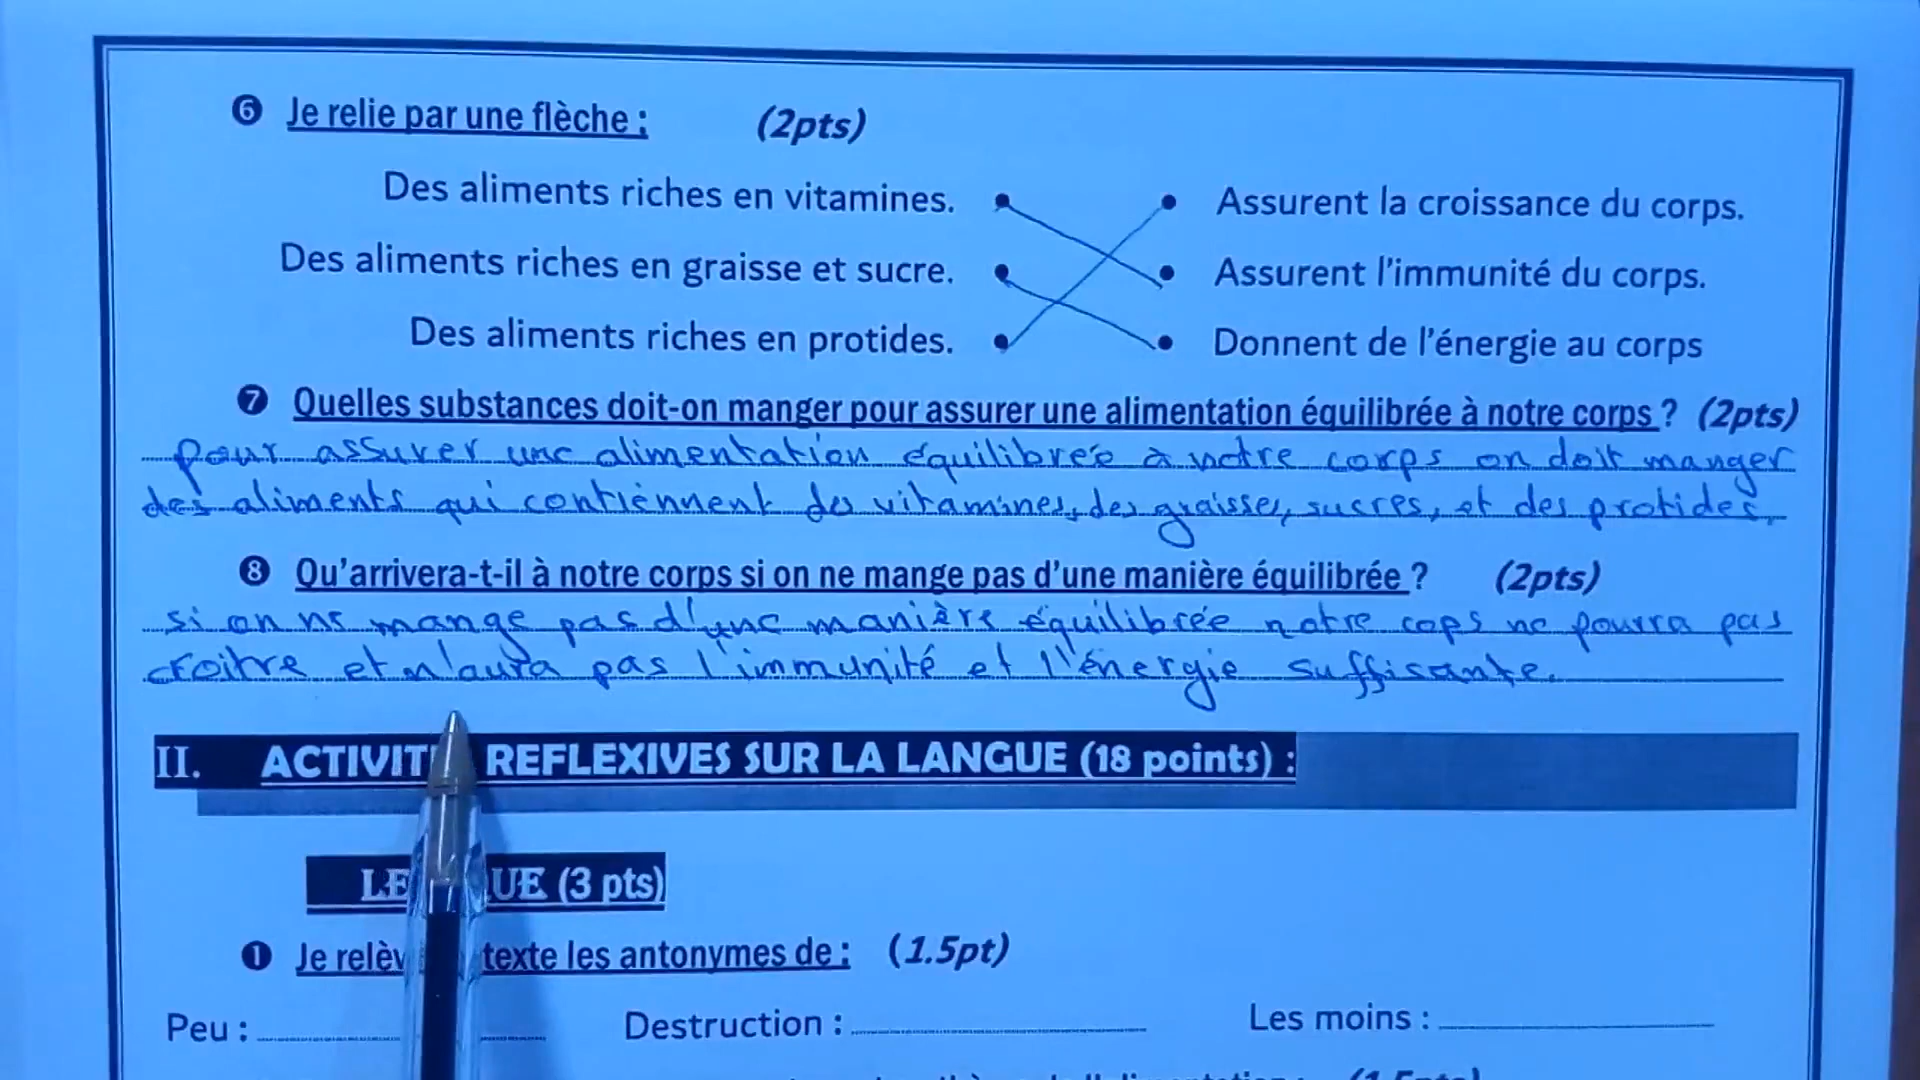 ❻ Je relie par une flèche : (2pts)
Des aliments riches en vitamines. • • Assurent la croissance du corps.
Des aliments riches en graisse et sucre. • • Assurent l'immunité du corps.
Des aliments riches en protides. • • Donnent de l'énergie au corps
❼ Quelles substances doit-on manger pour assurer une alimentation équilibrée à notre corps ? (2pts)
pour assurer une alimentation équilibrée à notre corps on doit manger
des aliments qui contiènnent des vitamines, des graisses, sucres, et des protides.
❽ Qu'arrivera-t-il à notre corps si on ne mange pas d'une manière équilibrée ? (2pts)
si on ne mange pas d'une manière équilibrée notre cops ne pourra pas
croitre et n'aura pas l'immunité et l'énergie suffisante.
II. ACTIVIT REFLEXIVES SUR LA LANGUE (18 points) :
LE UE (3 pts)
❶ Je relèv texte les antonymes de : (1.5pt)
Peu : Destruction : Les moins :